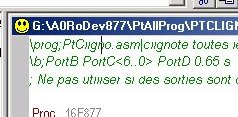 G:\A0RoDev877\PtAllProg\PTCLIGN
\prog;PtClign0.asm|clignote toutes le
\b;PortB PortC<6..0> PortD 0.65 s
; Ne pas utiliser si des sorties sont c
Proc 16F877